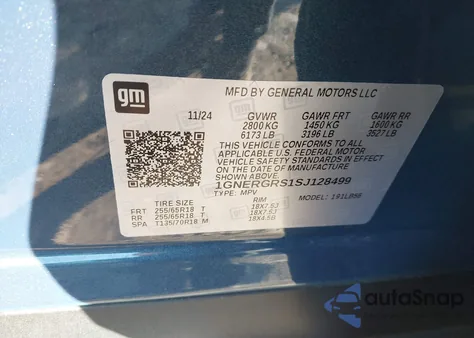 gm
MFD BY GENERAL MOTORS LLC
11/24 GVWR GAWR FRT GAWR RR
2800 KG 1450 KG 1600 KG
6173 LB 3196 LB 3527 LB
THIS VEHICLE CONFORMS TO ALL
APPLICABLE U.S. FEDERAL MOTOR
VEHICLE SAFETY STANDARDS IN EFFECT
ON THE DATE OF MANUFACTURE
SHOWN ABOVE.
1GNERGRS1SJ128499
TYPE: MPV MODEL:
TIRE SIZE RIM
FRT 255/65R18 T 18X7.5J
RR 255/65R18 T 18X7.5J
SPA T135/70R18 M 18X4.5B
autoSnap